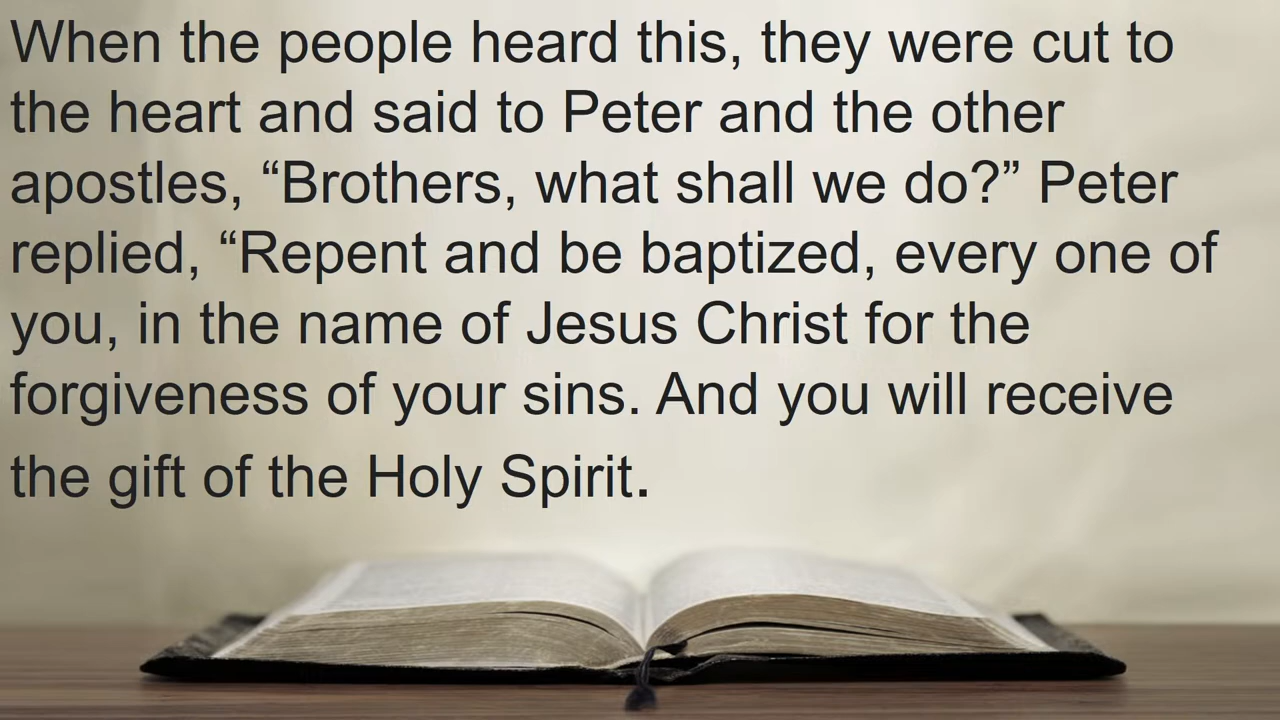 When the people heard this, they were cut to
the heart and said to Peter and the other
apostles, “Brothers, what shall we do?” Peter
replied, “Repent and be baptized, every one of
you, in the name of Jesus Christ for the
forgiveness of your sins. And you will receive
the gift of the Holy Spirit.